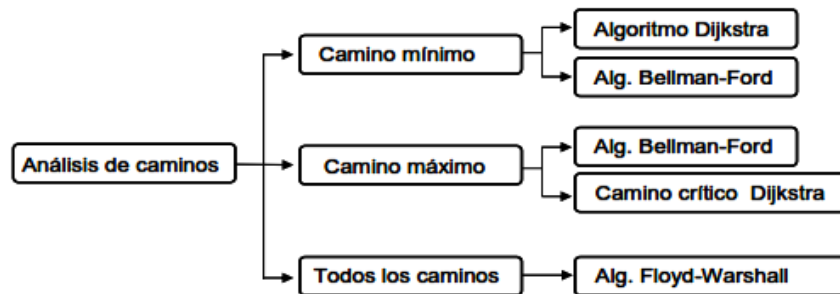 Análisis de caminos
Camino mínimo
Algoritmo Dijkstra
Alg. Bellman-Ford
Camino máximo
Alg. Bellman-Ford
Camino crítico Dijkstra
Todos los caminos
Alg. Floyd-Warshall